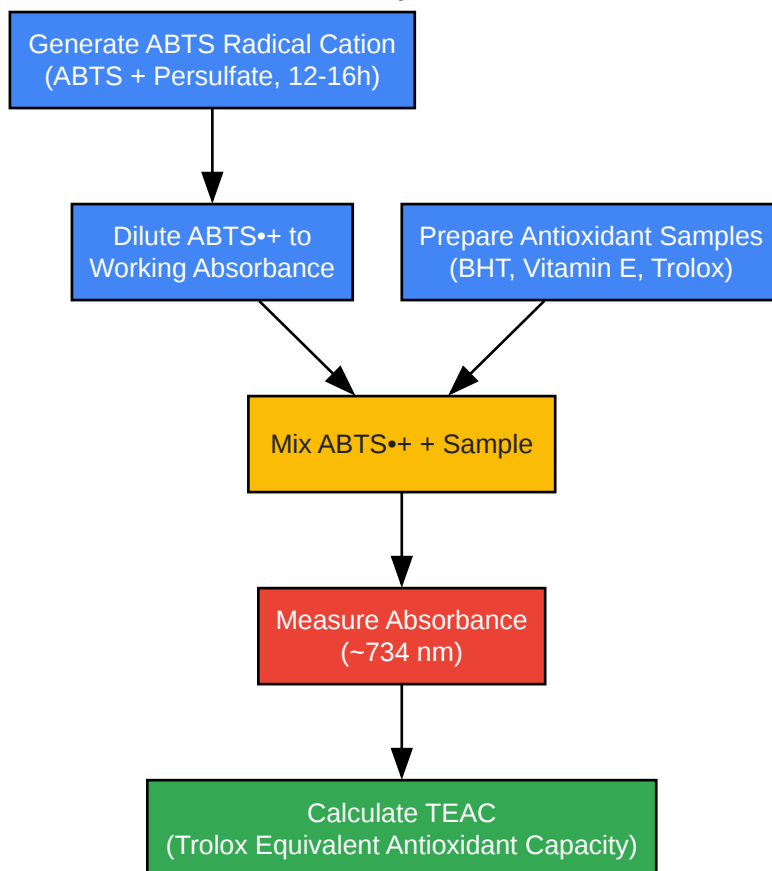 Generate ABTS Radical Cation
(ABTS + Persulfate, 12-16h)
Dilute ABTS•+ to
Working Absorbance
Prepare Antioxidant Samples
(BHT, Vitamin E, Trolox)
Mix ABTS•+ + Sample
Measure Absorbance
(~734 nm)
Calculate TEAC
(Trolox Equivalent Antioxidant Capacity)